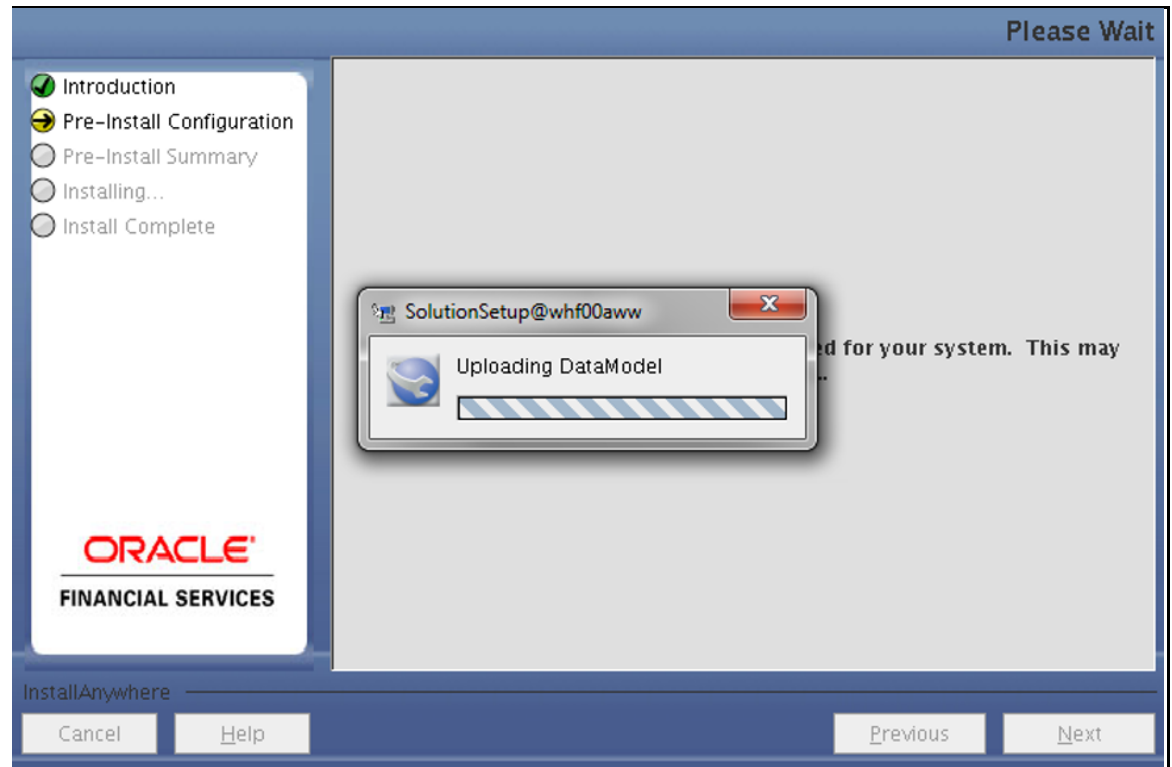 Please Wait
Introduction
Pre-Install Configuration
Pre-Install Summary
Installing...
Install Complete
SolutionSetup@whf00aww
Uploading DataModel
ed for your system. This may
..
ORACLE'
FINANCIAL SERVICES
InstallAnywhere
Cancel
Help
Previous
Next